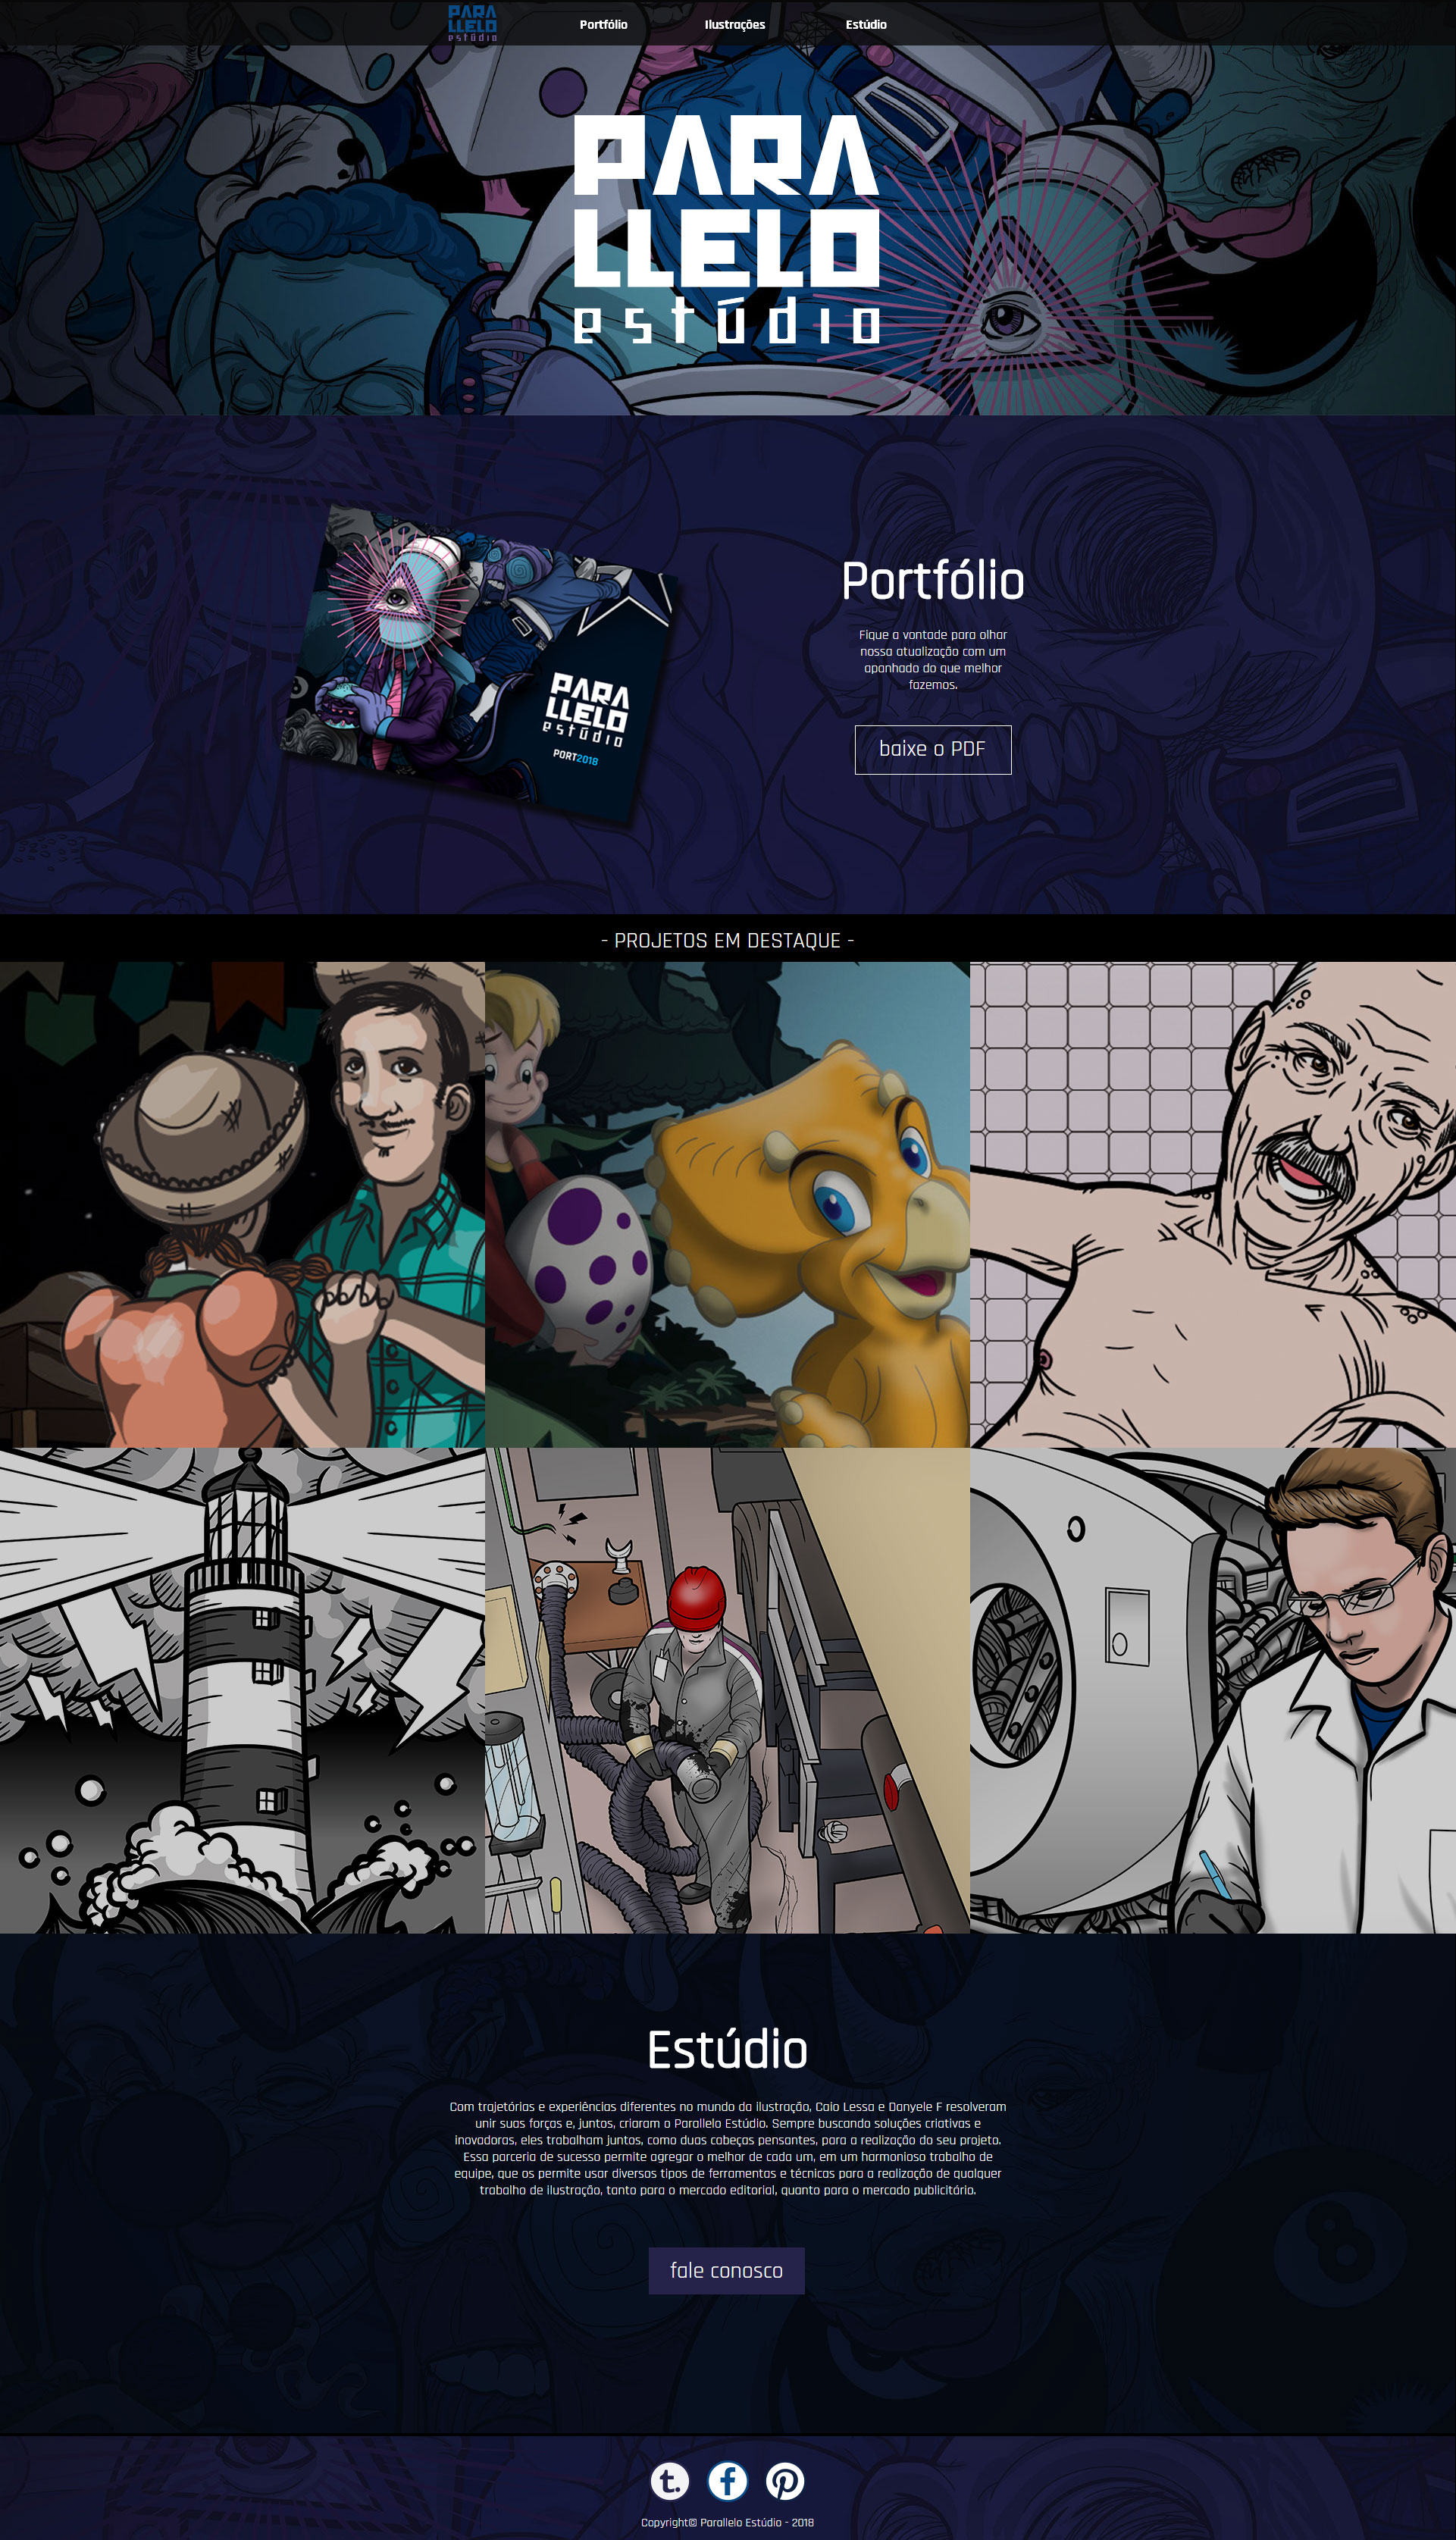 PARA
LLELO
estúdio
Portfólio
Ilustrações
Estúdio
PARA
LLELO
estúdio
PARA
LLELO
estúdio
PORT2018
Portfólio
Fique a vontade para olhar
nossa atualização com um
apanhado do que melhor
fazemos.
baixe o PDF
- PROJETOS EM DESTAQUE -
Estúdio
Com trajetórias e experiências diferentes no mundo da ilustração, Caio Lessa e Danyele F resolveram
unir suas forças e, juntos, criaram o Parallelo Estúdio. Sempre buscando soluções criativas e
inovadoras, eles trabalham juntos, como duas cabeças pensantes, para a realização do seu projeto.
Essa parceria de sucesso permite agregar o melhor de cada um, em um harmonioso trabalho de
equipe, que os permite usar diversos tipos de ferramentas e técnicas para a realização de qualquer
trabalho de ilustração, tanto para o mercado editorial, quanto para o mercado publicitário.
fale conosco
t.
f
Copyright© Parallelo Estúdio - 2018